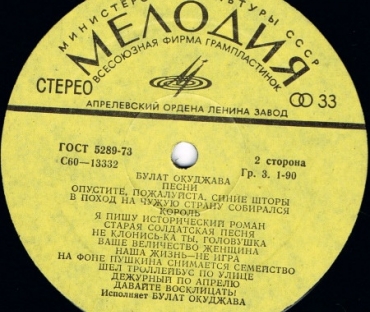 МИНИСТЕРСТВО КУЛЬТУРЫ СССР
МЕЛОДИЯ
ВСЕСОЮЗНАЯ ФИРМА ГРАМПЛАСТИНОК
СТЕРЕО
33
АПРЕЛЕВСКИЙ ОРДЕНА ЛЕНИНА ЗАВОД
ГОСТ 5289-73
С60—13332
2 сторона
Гр. 3. 1-90
БУЛАТ ОКУДЖАВА
ПЕСНИ
ОПУСТИТЕ, ПОЖАЛУЙСТА, СИНИЕ ШТОРЫ
В ПОХОД НА ЧУЖУЮ СТРАНУ СОБИРАЛСЯ
КОРОЛЬ
Я ПИШУ ИСТОРИЧЕСКИЙ РОМАН
СТАРАЯ СОЛДАТСКАЯ ПЕСНЯ
НЕ КЛОНИСЬ-КА ТЫ, ГОЛОВУШКА
ВАШЕ ВЕЛИЧЕСТВО ЖЕНЩИНА
НАША ЖИЗНЬ—НЕ ИГРА
НА ФОНЕ ПУШКИНА СНИМАЕТСЯ СЕМЕЙСТВО
ШЕЛ ТРОЛЛЕЙБУС ПО УЛИЦЕ
ДЕЖУРНЫЙ ПО АПРЕЛЮ
ДАВАЙТЕ ВОСКЛИЦАТЬ!
Исполняет БУЛАТ ОКУДЖАВА